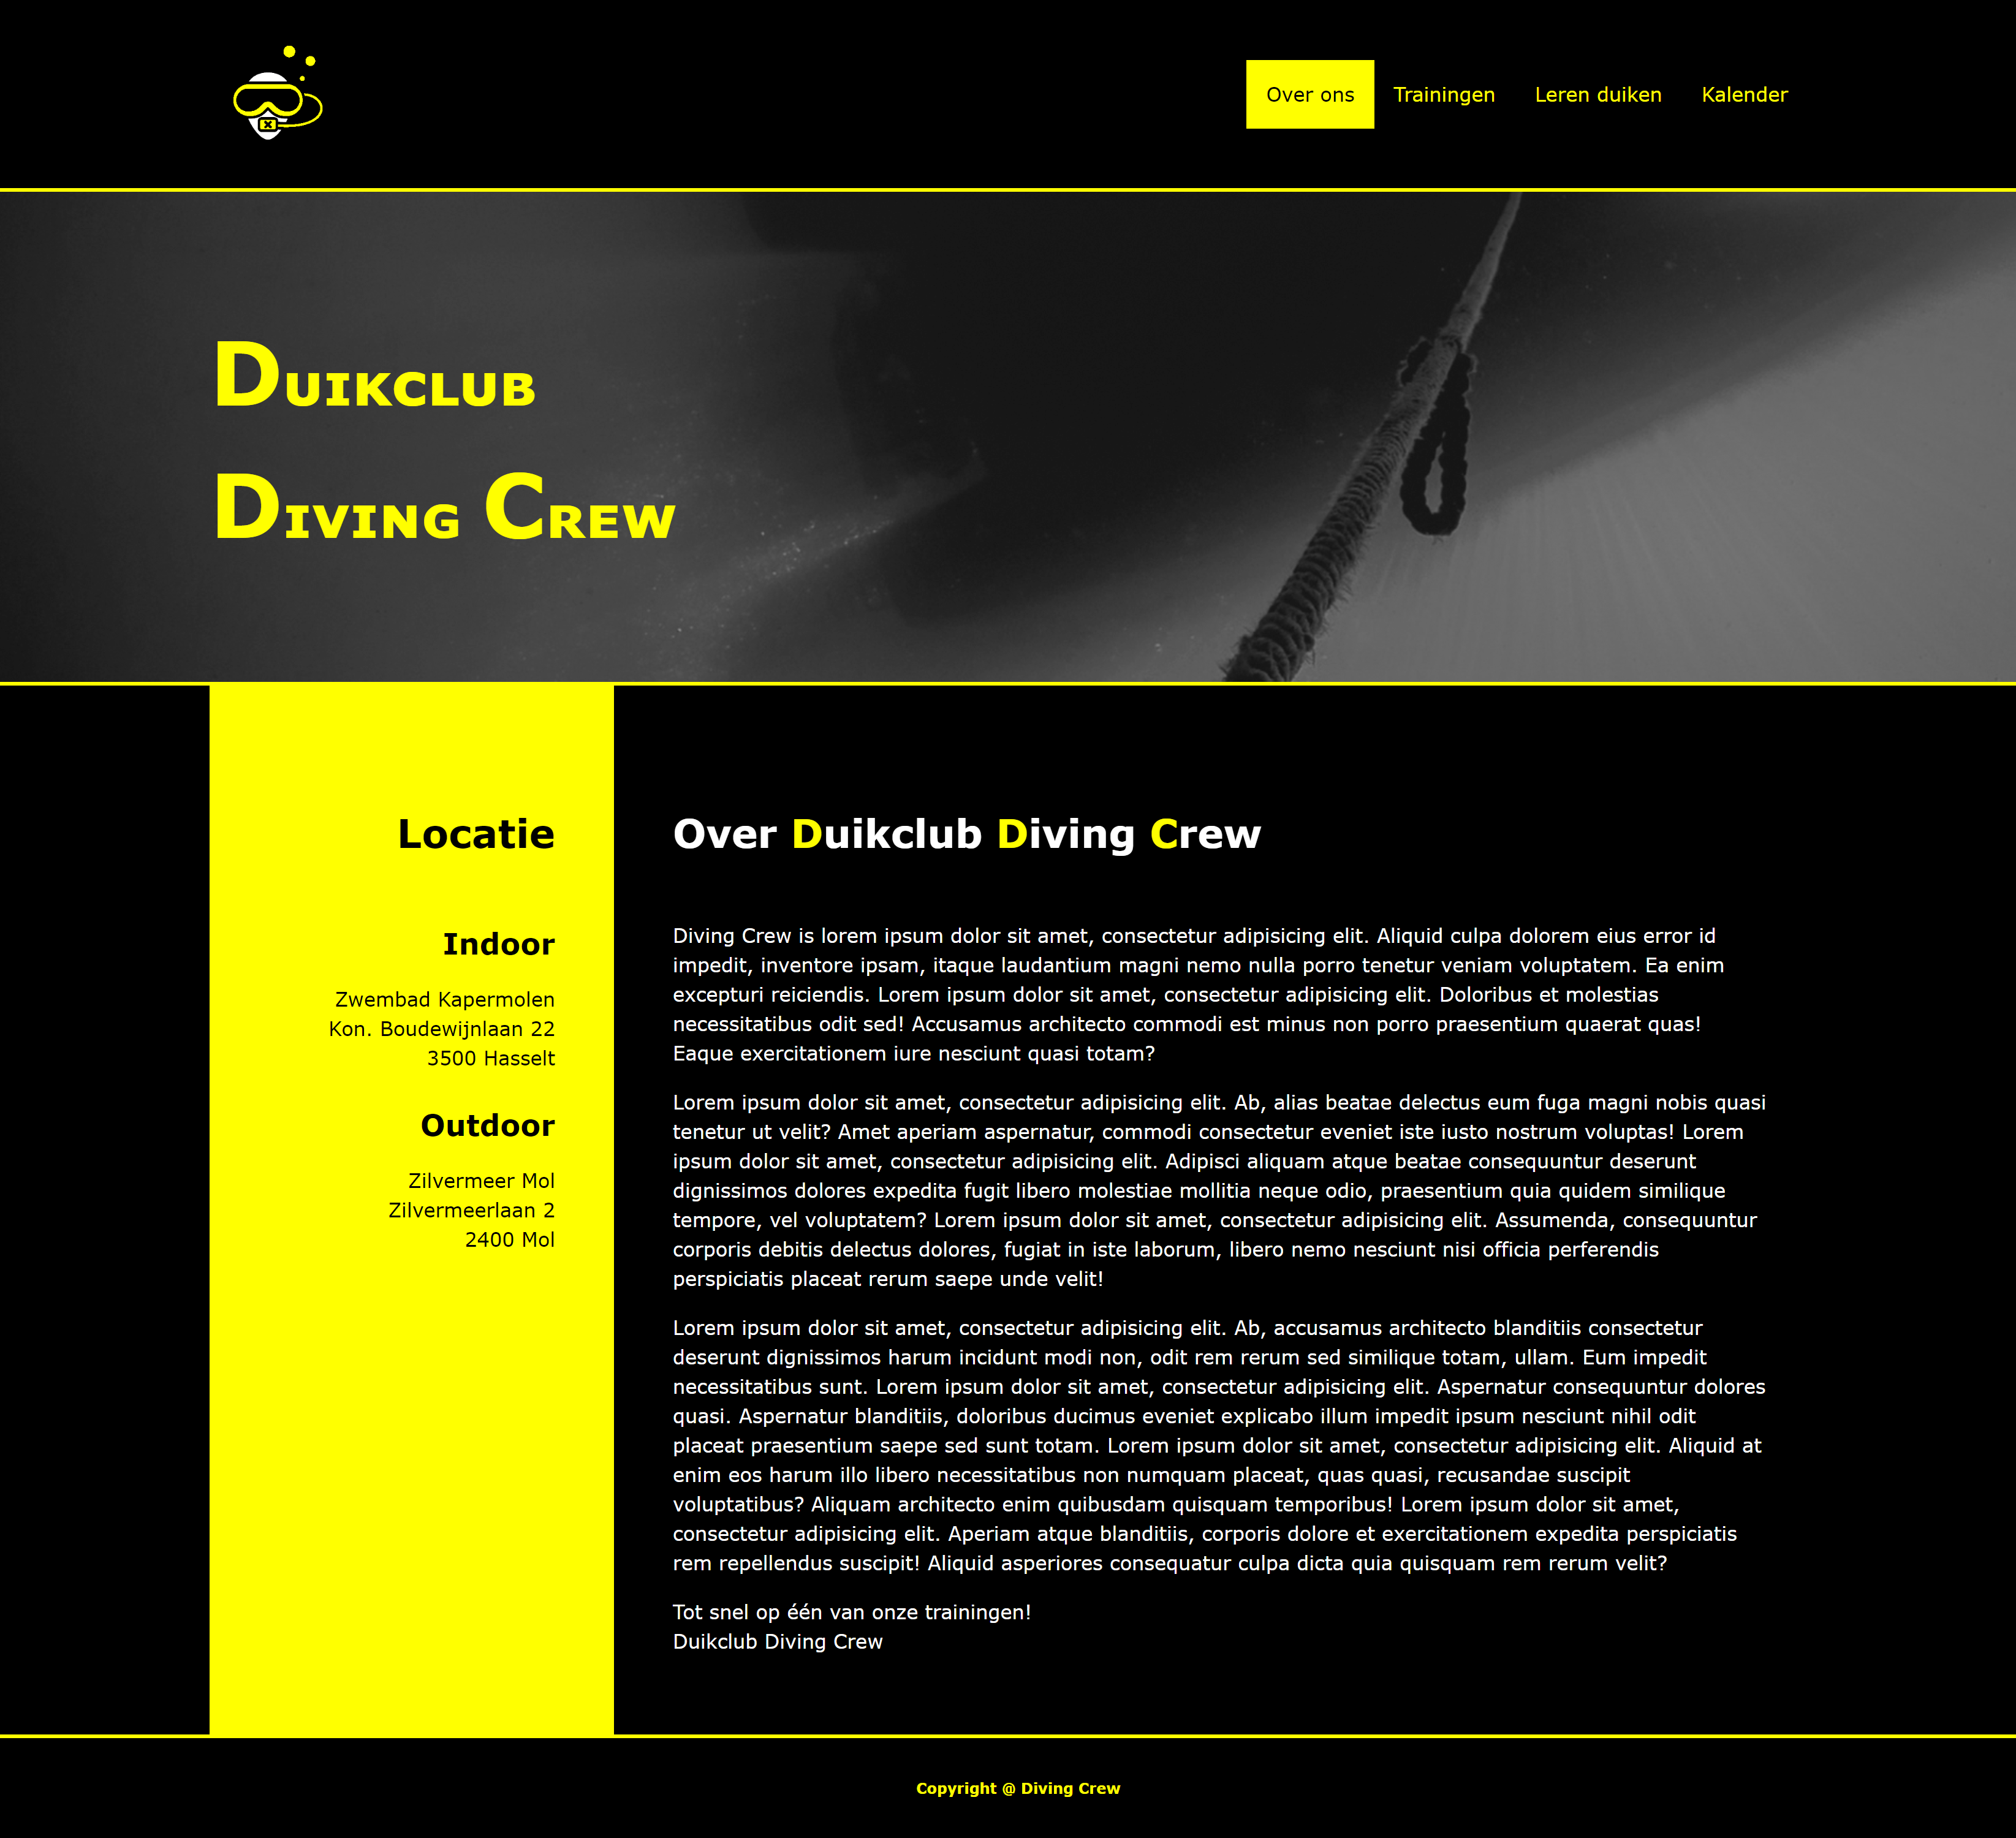 Over ons Trainingen Leren duiken Kalender
Duikclub
Diving Crew
Locatie
Indoor
Zwembad Kapermolen
Kon. Boudewijnlaan 22
3500 Hasselt
Outdoor
Zilvermeer Mol
Zilvermeerlaan 2
2400 Mol
Over Duikclub Diving Crew
Diving Crew is lorem ipsum dolor sit amet, consectetur adipisicing elit. Aliquid culpa dolorem eius error id
impedit, inventore ipsam, itaque laudantium magni nemo nulla porro tenetur veniam voluptatem. Ea enim
excepturi reiciendis. Lorem ipsum dolor sit amet, consectetur adipisicing elit. Doloribus et molestias
necessitatibus odit sed! Accusamus architecto commodi est minus non porro praesentium quaerat quas!
Eaque exercitationem iure nesciunt quasi totam?
Lorem ipsum dolor sit amet, consectetur adipisicing elit. Ab, alias beatae delectus eum fuga magni nobis quasi
tenetur ut velit? Amet aperiam aspernatur, commodi consectetur eveniet iste iusto nostrum voluptas! Lorem
ipsum dolor sit amet, consectetur adipisicing elit. Adipisci aliquam atque beatae consequuntur deserunt
dignissimos dolores expedita fugit libero molestiae mollitia neque odio, praesentium quia quidem similique
tempore, vel voluptatem? Lorem ipsum dolor sit amet, consectetur adipisicing elit. Assumenda, consequuntur
corporis debitis delectus dolores, fugiat in iste laborum, libero nemo nesciunt nisi officia perferendis
perspiciatis placeat rerum saepe unde velit!
Lorem ipsum dolor sit amet, consectetur adipisicing elit. Ab, accusamus architecto blanditiis consectetur
deserunt dignissimos harum incidunt modi non, odit rem rerum sed similique totam, ullam. Eum impedit
necessitatibus sunt. Lorem ipsum dolor sit amet, consectetur adipisicing elit. Aspernatur consequuntur dolores
quasi. Aspernatur blanditiis, doloribus ducimus eveniet explicabo illum impedit ipsum nesciunt nihil odit
placeat praesentium saepe sed sunt totam. Lorem ipsum dolor sit amet, consectetur adipisicing elit. Aliquid at
enim eos harum illo libero necessitatibus non numquam placeat, quas quasi, recusandae suscipit
voluptatibus? Aliquam architecto enim quibusdam quisquam temporibus! Lorem ipsum dolor sit amet,
consectetur adipisicing elit. Aperiam atque blanditiis, corporis dolore et exercitationem expedita perspiciatis
rem repellendus suscipit! Aliquid asperiores consequatur culpa dicta quia quisquam rem rerum velit?
Tot snel op één van onze trainingen!
Duikclub Diving Crew
Copyright @ Diving Crew